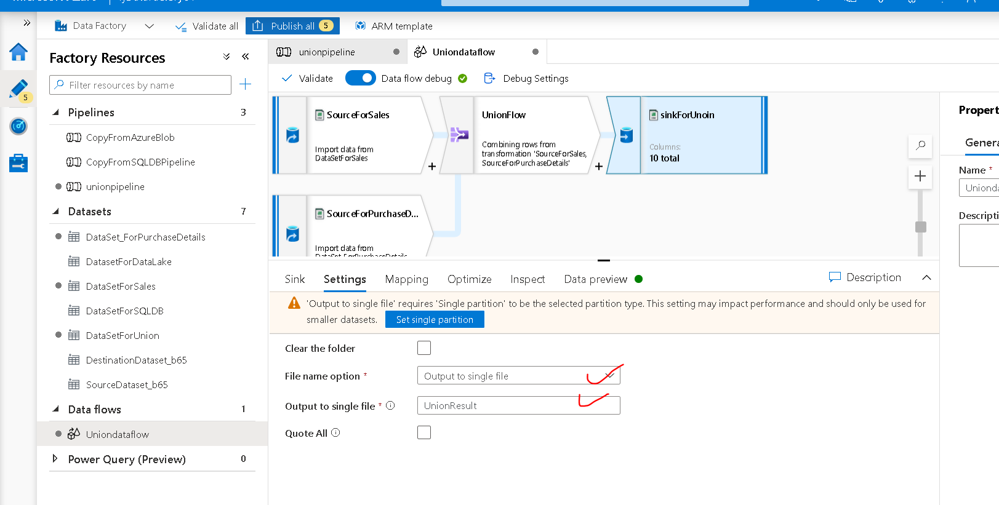 Data Factory
Validate all
Publish all 5
ARM template
5
Factory Resources
Filter resources by name
Pipelines 3
CopyFromAzureBlob
CopyFromSQLDBPipeline
unionpipeline
Datasets 7
DataSet_ForPurchaseDetails
DatasetForDataLake
DataSetForSales
DataSetForSQLDB
DataSetForUnion
DestinationDataset_b65
SourceDataset_b65
Data flows 1
Uniondataflow
Power Query (Preview) 0
unionpipeline
Uniondataflow
Validate
Data flow debug
Debug Settings
SourceForSales
Import data from
DataSetForSales
UnionFlow
Combining rows from
transformation 'SourceForSales,
SourceForPurchaseDetails'
sinkForUnoin
Columns:
10 total
SourceForPurchaseD...
Import data from
DataSet_ForPurchaseDetails
Sink
Settings
Mapping
Optimize
Inspect
Data preview
Description
'Output to single file' requires 'Single partition' to be the selected partition type. This setting may impact performance and should only be used for
smaller datasets.
Set single partition
Clear the folder
File name option *
Output to single file
Output to single file *
UnionResult
Quote All
Propert
Genera
Name *
Unionda
Descripti